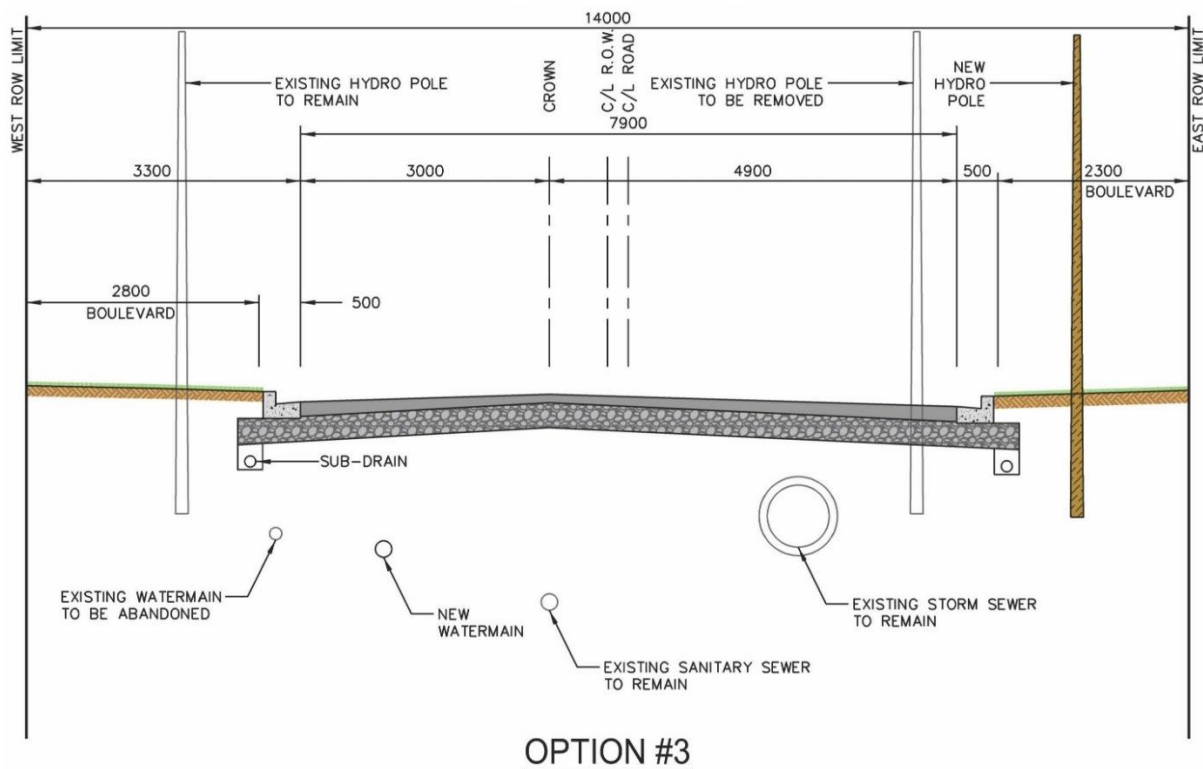 14000
WEST ROW LIMIT
EXISTING HYDRO POLE
TO REMAIN
CROWN
C/L R.O.W.
C/L ROAD
EXISTING HYDRO POLE
TO BE REMOVED
NEW
HYDRO
POLE
EAST ROW LIMIT
7900
3300
3000
4900
500
2300
BOULEVARD
2800
BOULEVARD
500
SUB-DRAIN
EXISTING WATERMAIN
TO BE ABANDONED
NEW
WATERMAIN
EXISTING SANITARY SEWER
TO REMAIN
EXISTING STORM SEWER
TO REMAIN
OPTION #3